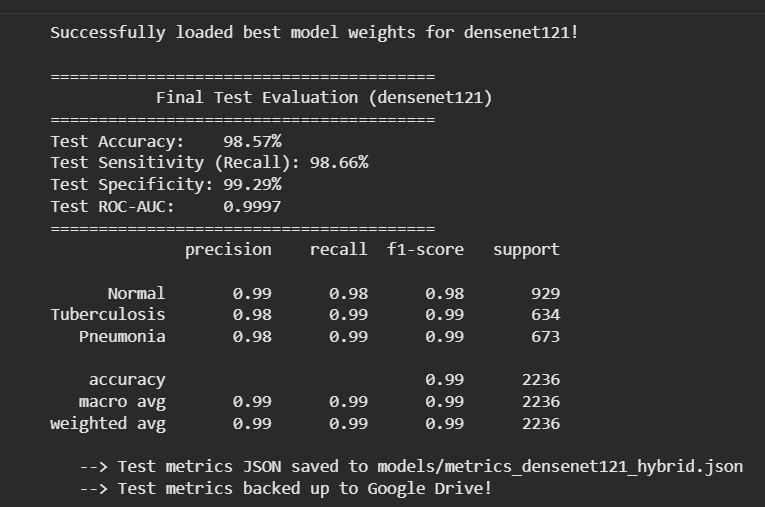 Successfully loaded best model weights for densenet121!
========================================
Final Test Evaluation (densenet121)
========================================
Test Accuracy: 98.57%
Test Sensitivity (Recall): 98.66%
Test Specificity: 99.29%
Test ROC-AUC: 0.9997
========================================
precision recall f1-score support
Normal 0.99 0.98 0.98 929
Tuberculosis 0.98 0.99 0.99 634
Pneumonia 0.98 0.99 0.99 673
accuracy 0.99 2236
macro avg 0.99 0.99 0.99 2236
weighted avg 0.99 0.99 0.99 2236
--> Test metrics JSON saved to models/metrics_densenet121_hybrid.json
--> Test metrics backed up to Google Drive!